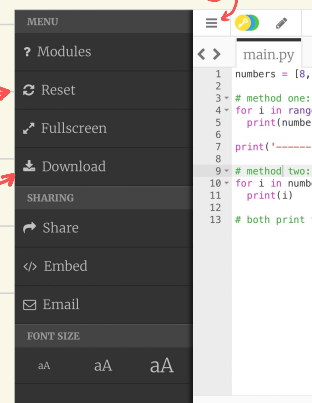 MENU
? Modules
Reset
Fullscreen
Download
SHARING
Share
Embed
Email
FONT SIZE
aA aA aA
main.py
1 numbers = [8,
2
3 # method one:
4 for i in rang
5 print(numbe
6
7 print('------
8
9 # method two:
10 for i in numb
11 print(i)
12
13 # both print